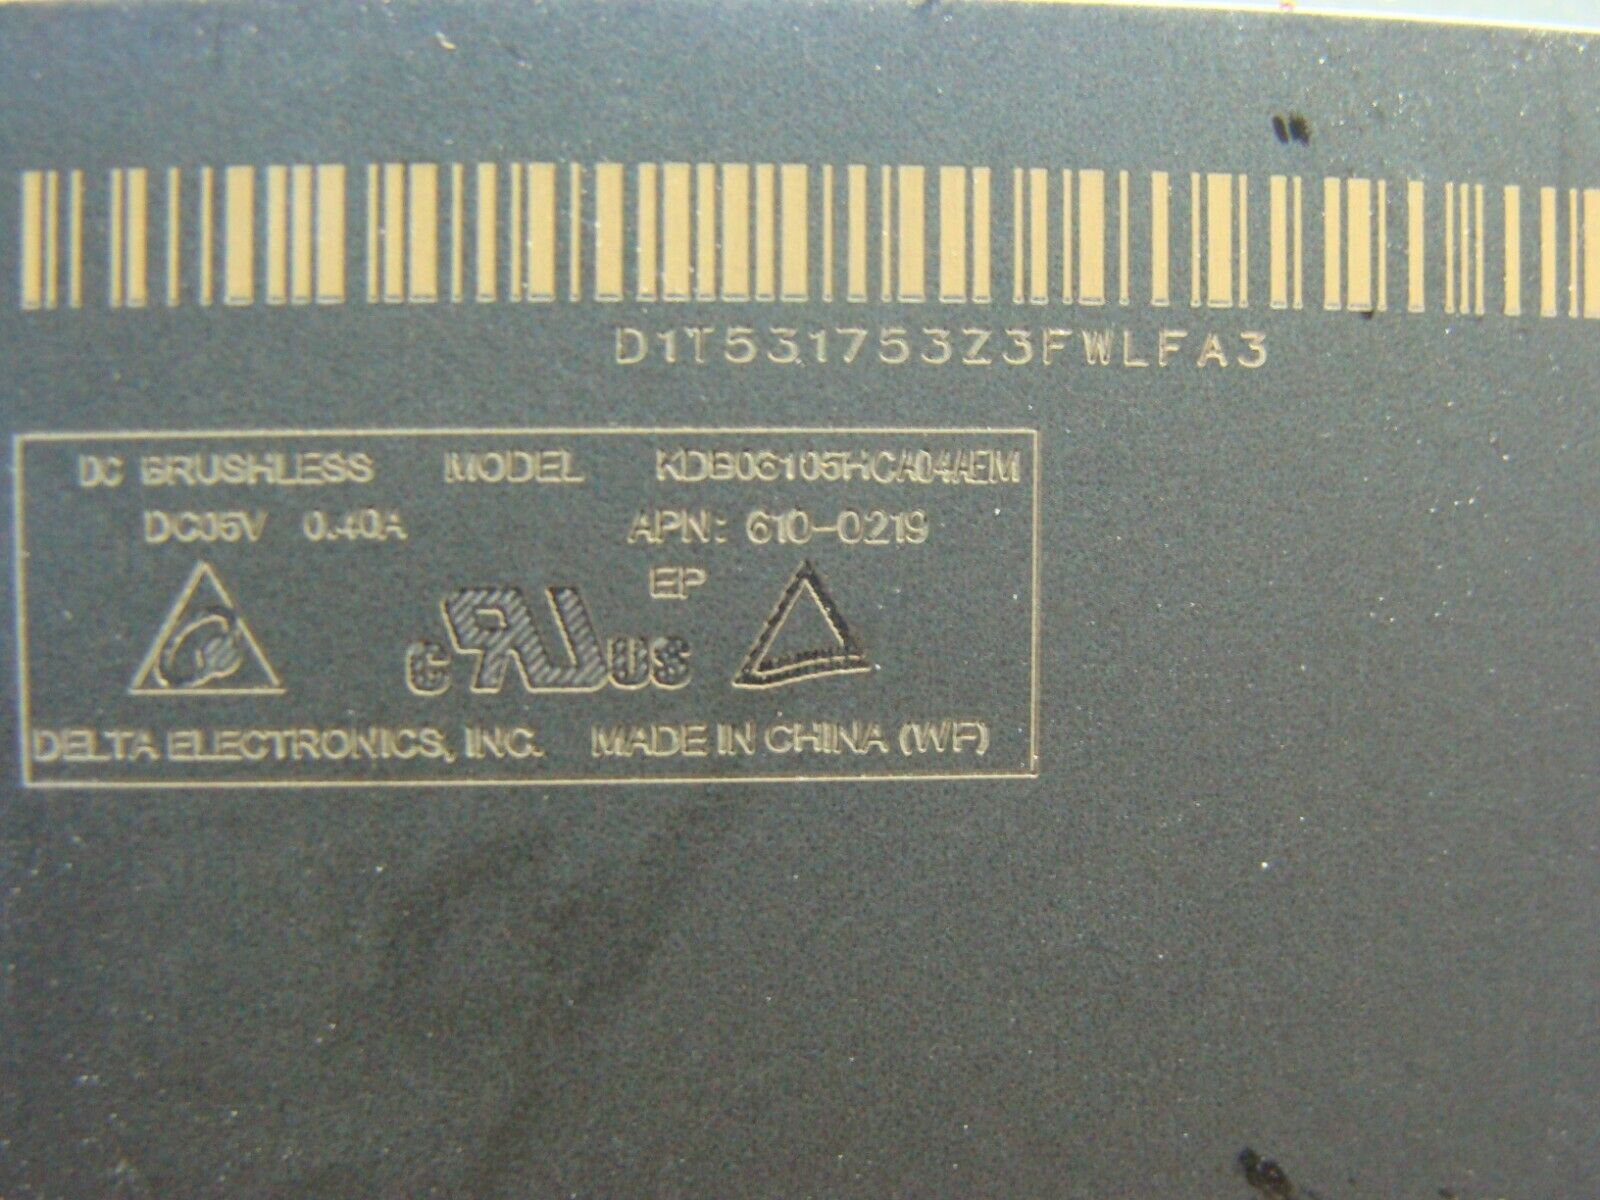 D1T531753Z3FWLFA3
DC BRUSHLESS MODEL KDB06105HCA04AEM
DC05V 0.40A APN: 610-0219
EP
c UR US
DELTA ELECTRONICS, INC. MADE IN CHINA (WF)